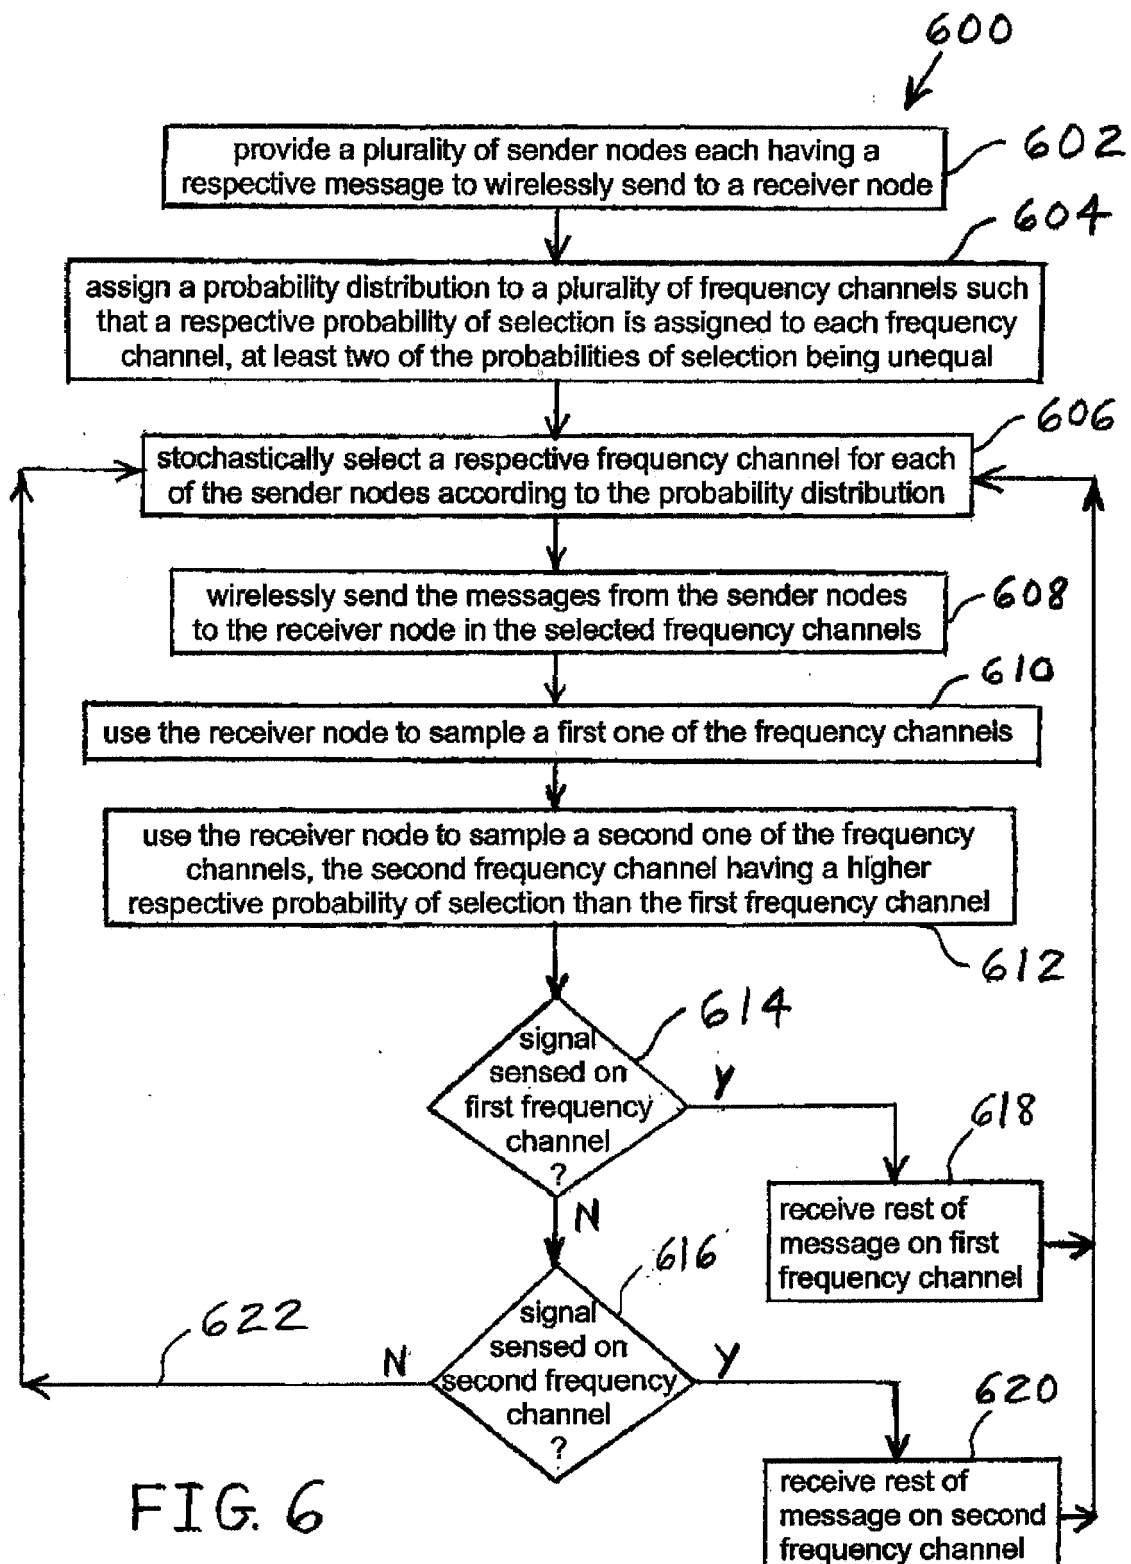 600
602
provide a plurality of sender nodes each having a
respective message to wirelessly send to a receiver node
604
assign a probability distribution to a plurality of frequency channels such
that a respective probability of selection is assigned to each frequency
channel, at least two of the probabilities of selection being unequal
606
stochastically select a respective frequency channel for each
of the sender nodes according to the probability distribution
608
wirelessly send the messages from the sender nodes
to the receiver node in the selected frequency channels
610
use the receiver node to sample a first one of the frequency channels
use the receiver node to sample a second one of the frequency
channels, the second frequency channel having a higher
respective probability of selection than the first frequency channel
612
614
signal
sensed on
first frequency
channel
?
Y
N
618
receive rest of
message on first
frequency channel
616
signal
sensed on
second frequency
channel
?
622
N
Y
620
receive rest of
message on second
frequency channel
FIG. 6